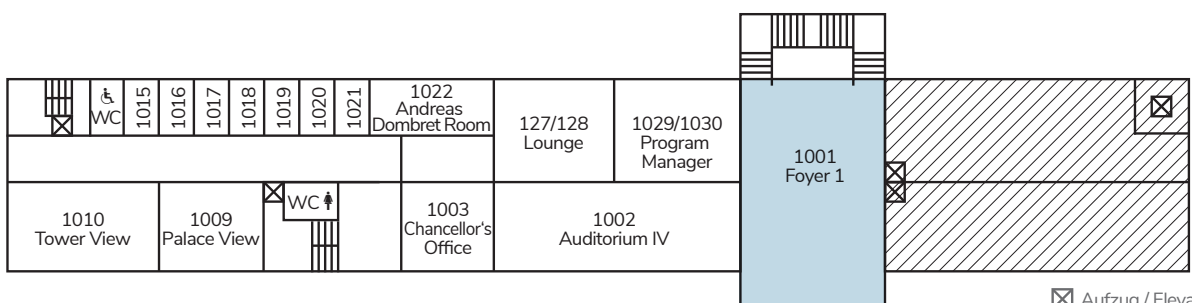 WC
1015
1016
1017
1018
1019
1020
1021
1022
Andreas
Dombret Room
127/128
Lounge
1029/1030
Program
Manager
1001
Foyer 1
1010
Tower View
1009
Palace View
WC
1003
Chancellor's
Office
1002
Auditorium IV
Aufzug / Eleva